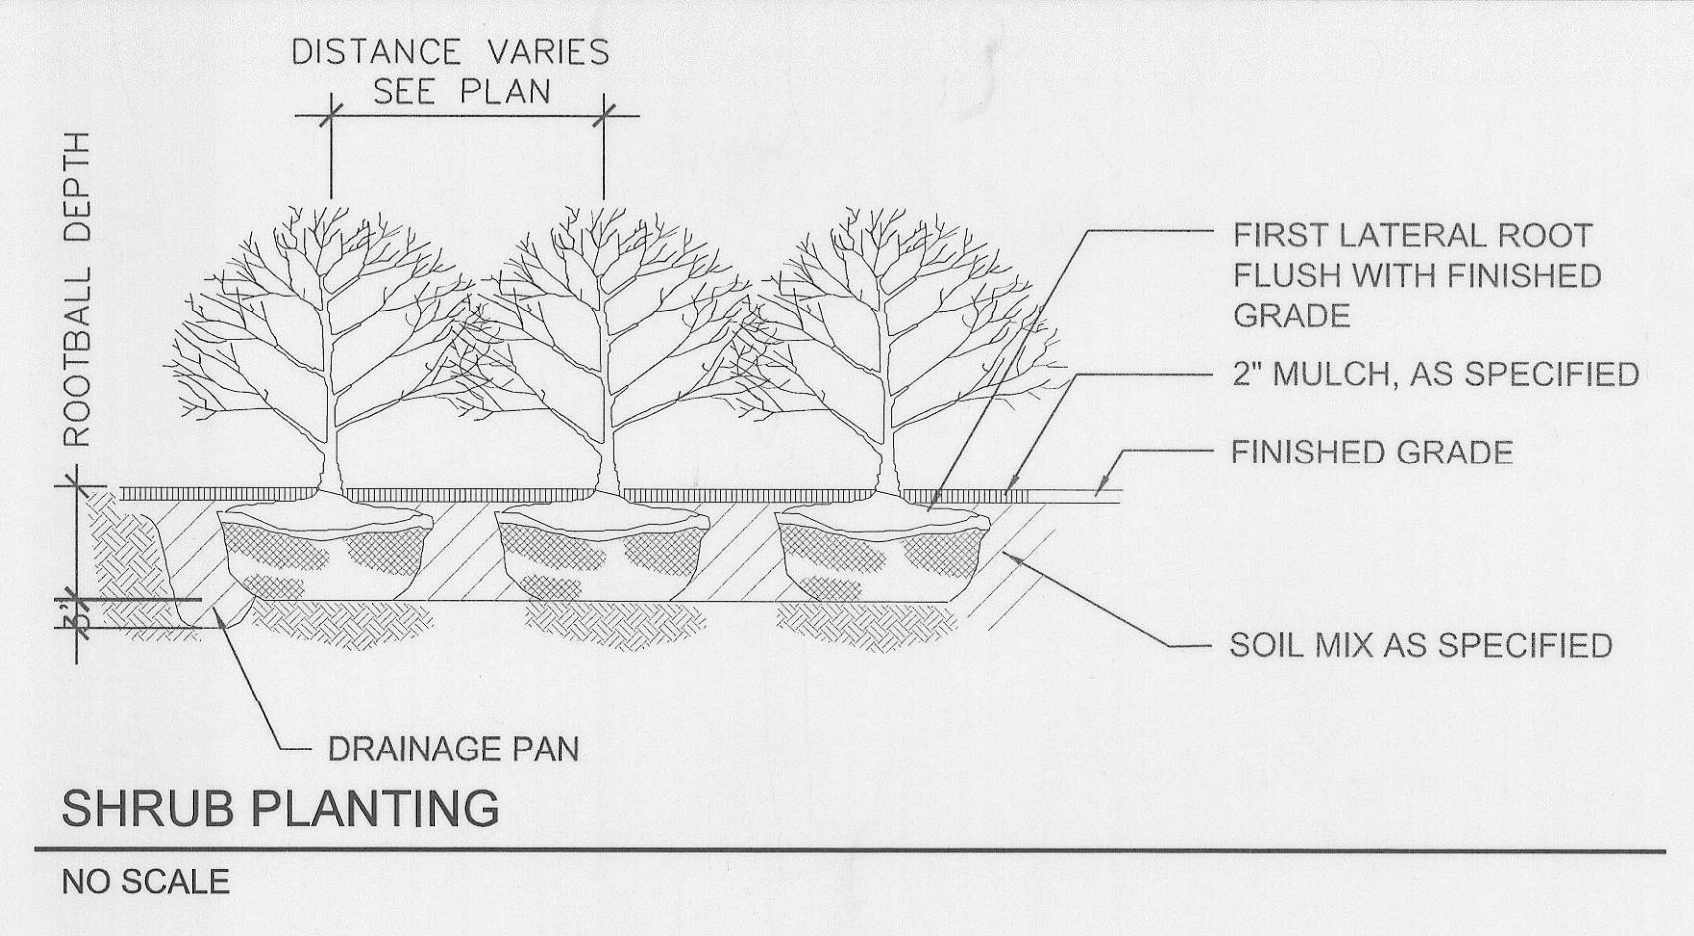 DISTANCE VARIES
SEE PLAN
ROOTBALL DEPTH
FIRST LATERAL ROOT
FLUSH WITH FINISHED
GRADE
2" MULCH, AS SPECIFIED
FINISHED GRADE
3"
SOIL MIX AS SPECIFIED
DRAINAGE PAN
SHRUB PLANTING
NO SCALE